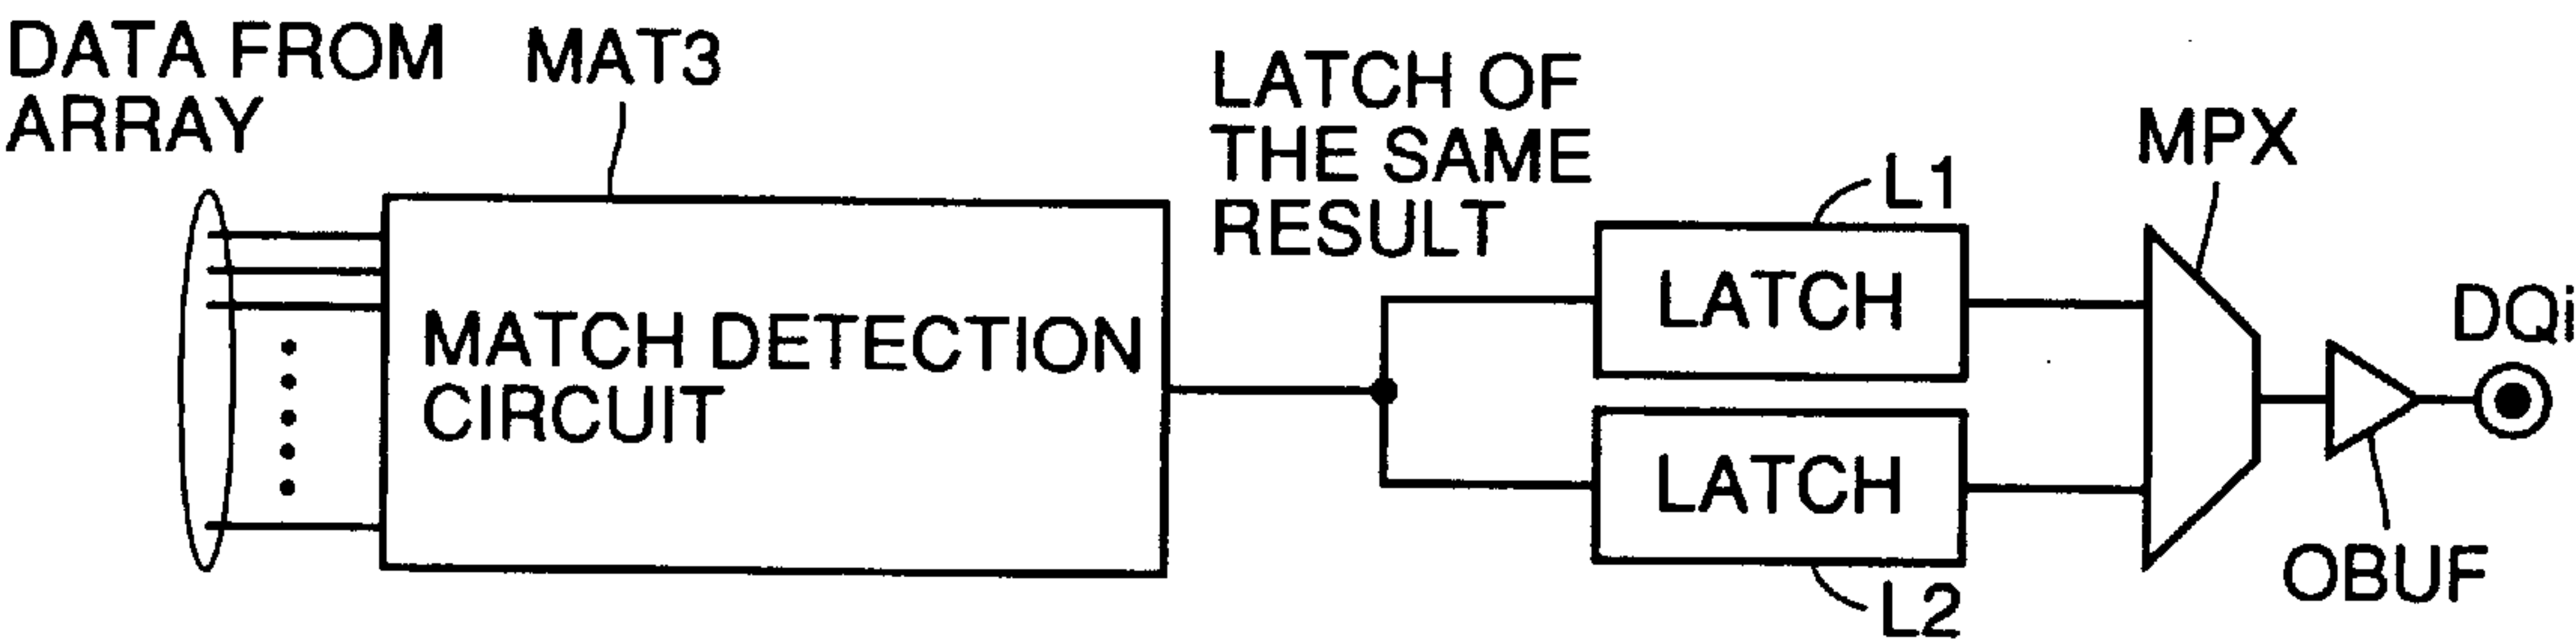 DATA FROM
ARRAY
MAT3
LATCH OF
THE SAME
RESULT
L1
MPX
MATCH DETECTION
CIRCUIT
LATCH
LATCH
DQi
OBUF
L2